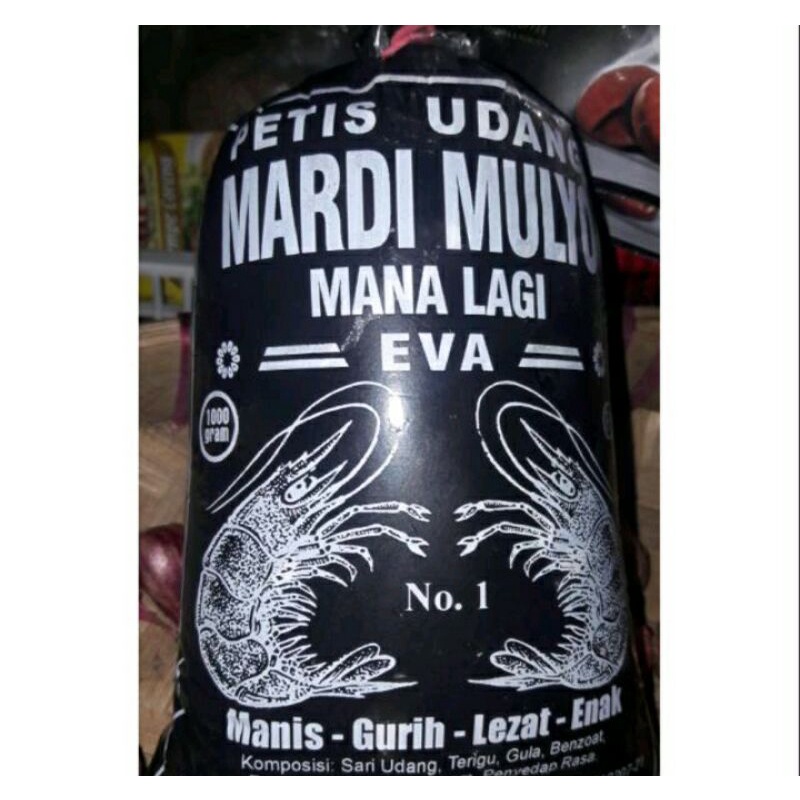 PETIS UDANG
MARDI MULYO
MANA LAGI
EVA
1000
gram
No. 1
Manis - Gurih - Lezat - Enak
Komposisi: Sari Udang, Terigu, Gula, Benzoat,
Penyedap Rasa.